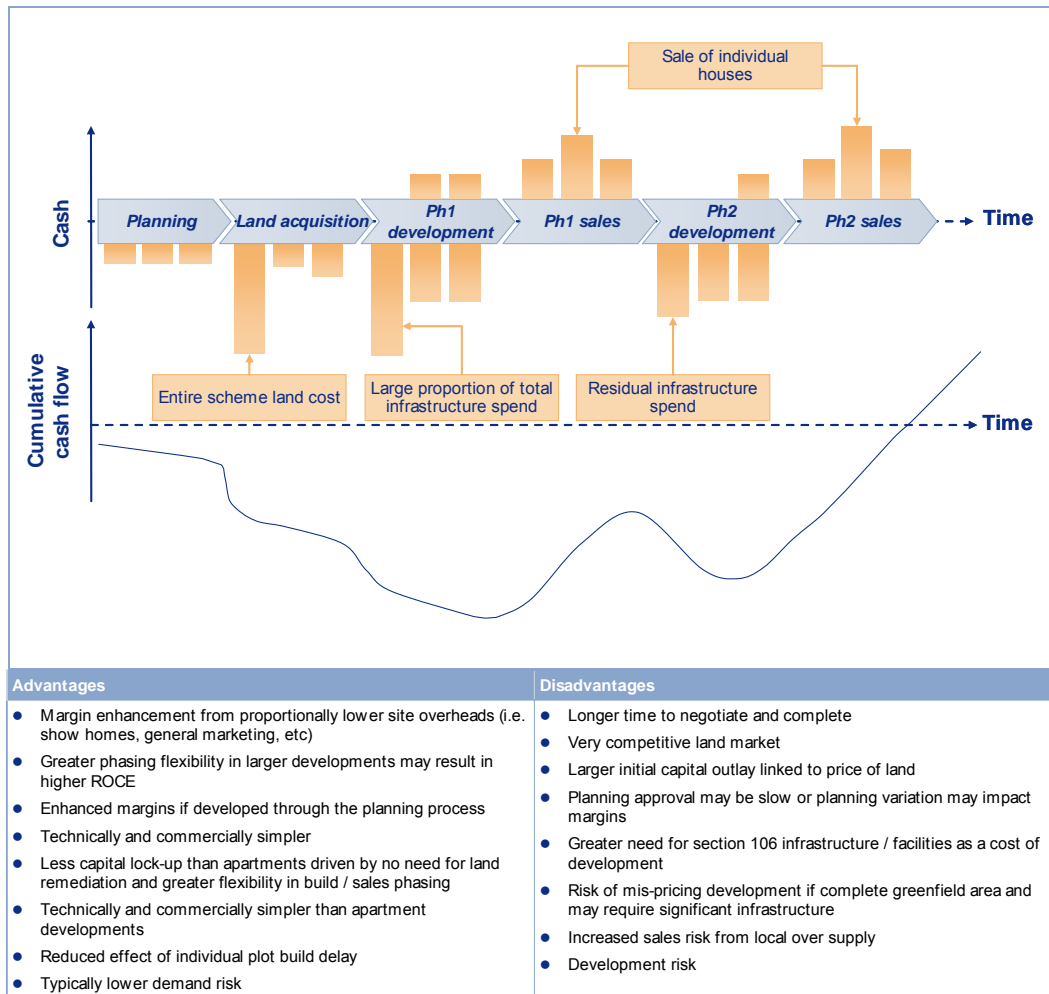 Sale of individual
houses
Cash
Planning
Land acquisition
Ph1
development
Ph1 sales
Ph2
development
Ph2 sales
Time
Entire scheme land cost
Large proportion of total
infrastructure spend
Residual infrastructure
spend
Cumulative
cash flow
Time
Advantages
Margin enhancement from proportionally lower site overheads (i.e.
show homes, general marketing, etc)
Greater phasing flexibility in larger developments may result in
higher ROCE
Enhanced margins if developed through the planning process
Technically and commercially simpler
Less capital lock-up than apartments driven by no need for land
remediation and greater flexibility in build / sales phasing
Technically and commercially simpler than apartment
developments
Reduced effect of individual plot build delay
Typically lower demand risk
Disadvantages
Longer time to negotiate and complete
Very competitive land market
Larger initial capital outlay linked to price of land
Planning approval may be slow or planning variation may impact
margins
Greater need for section 106 infrastructure / facilities as a cost of
development
Risk of mis-pricing development if complete greenfield area and
may require significant infrastructure
Increased sales risk from local over supply
Development risk